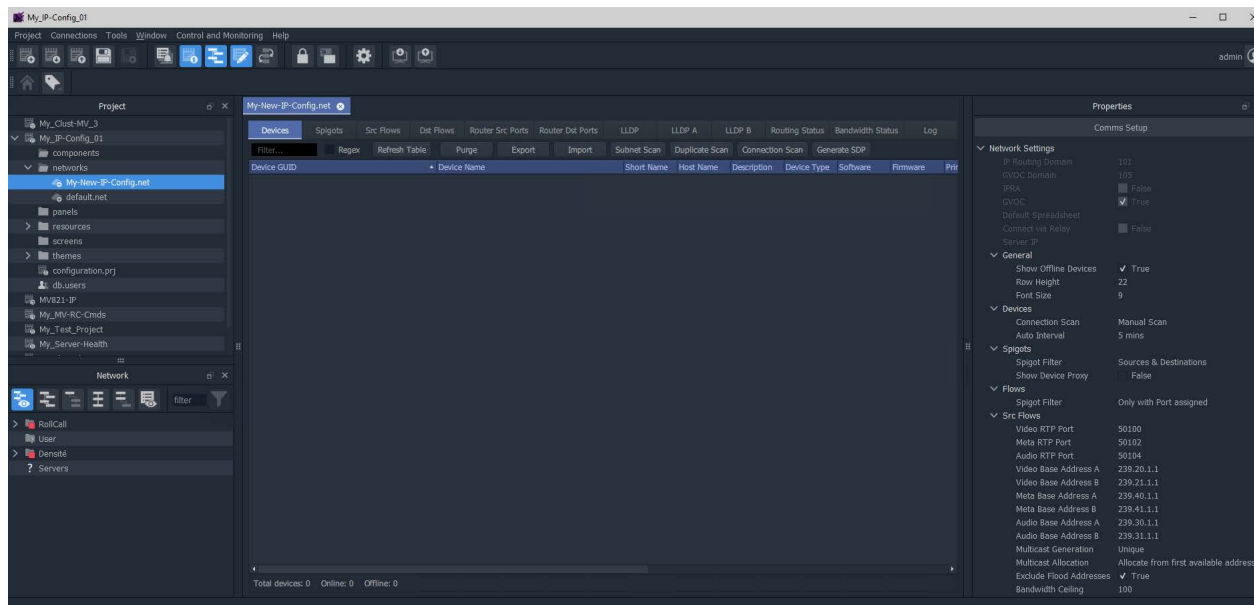 My_IP-Config_01
Project Connections Tools Window Control and Monitoring Help
admin
Project
My_Clust-MV_3
My_IP-Config_01
components
networks
My-New-IP-Config.net
default.net
panels
resources
screens
themes
configuration.prj
db.users
MV821-IP
My_MV-RC-Cmds
My_Test_Project
My_Server-Health
Network
filter
RollCall
User
Densité
? Servers
My-New-IP-Config.net
Devices Spigots Src Flows Dst Flows Router Src Ports Router Dst Ports LLDP LLDP A LLDP B Routing Status Bandwidth Status Log
Filter... Regex Refresh Table Purge Export Import Subnet Scan Duplicate Scan Connection Scan Generate SDP
Device GUID Device Name Short Name Host Name Description Device Type Software Firmware Prir
Total devices: 0 Online: 0 Offline: 0
Properties
Comms Setup
Network Settings
IP Routing Domain 101
GVOC Domain 105
IPRA False
GVOC True
Default Spreadsheet
Connect via Relay False
Server IP
General
Show Offline Devices True
Row Height 22
Font Size 9
Devices
Connection Scan Manual Scan
Auto Interval 5 mins
Spigots
Spigot Filter Sources & Destinations
Show Device Proxy False
Flows
Spigot Filter Only with Port assigned
Src Flows
Video RTP Port 50100
Meta RTP Port 50102
Audio RTP Port 50104
Video Base Address A 239.20.1.1
Video Base Address B 239.21.1.1
Meta Base Address A 239.40.1.1
Meta Base Address B 239.41.1.1
Audio Base Address A 239.30.1.1
Audio Base Address B 239.31.1.1
Multicast Generation Unique
Multicast Allocation Allocate from first available address
Exclude Flood Addresses True
Bandwidth Ceiling 100